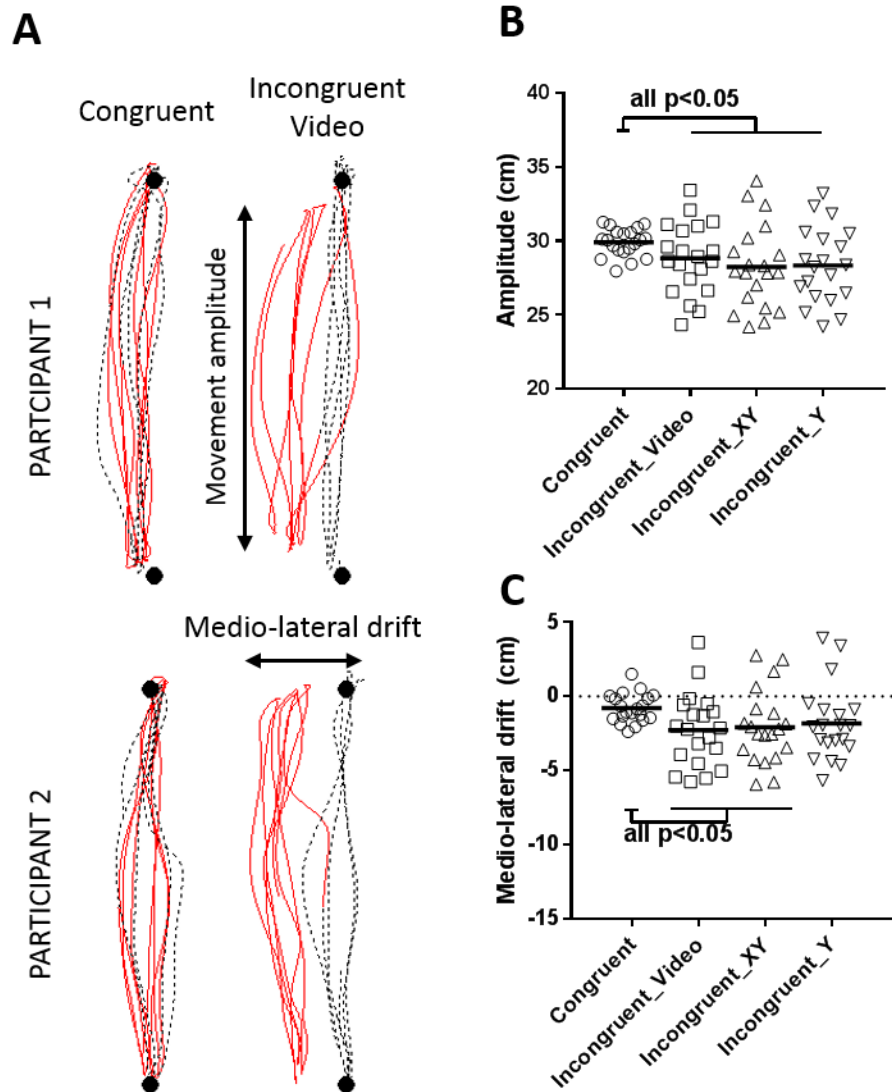 A
Congruent
Incongruent
Video
PARTCIPANT 1
Movement amplitude
Medio-lateral drift
PARTICIPANT 2
B
all p<0.05
Amplitude (cm)
40
35
30
25
20
Congruent
Incongruent_Video
Incongruent_XY
Incongruent_Y
C
Medio-lateral drift (cm)
5
0
-5
-10
-15
all p<0.05
Congruent
Incongruent_Video
Incongruent_XY
Incongruent_Y